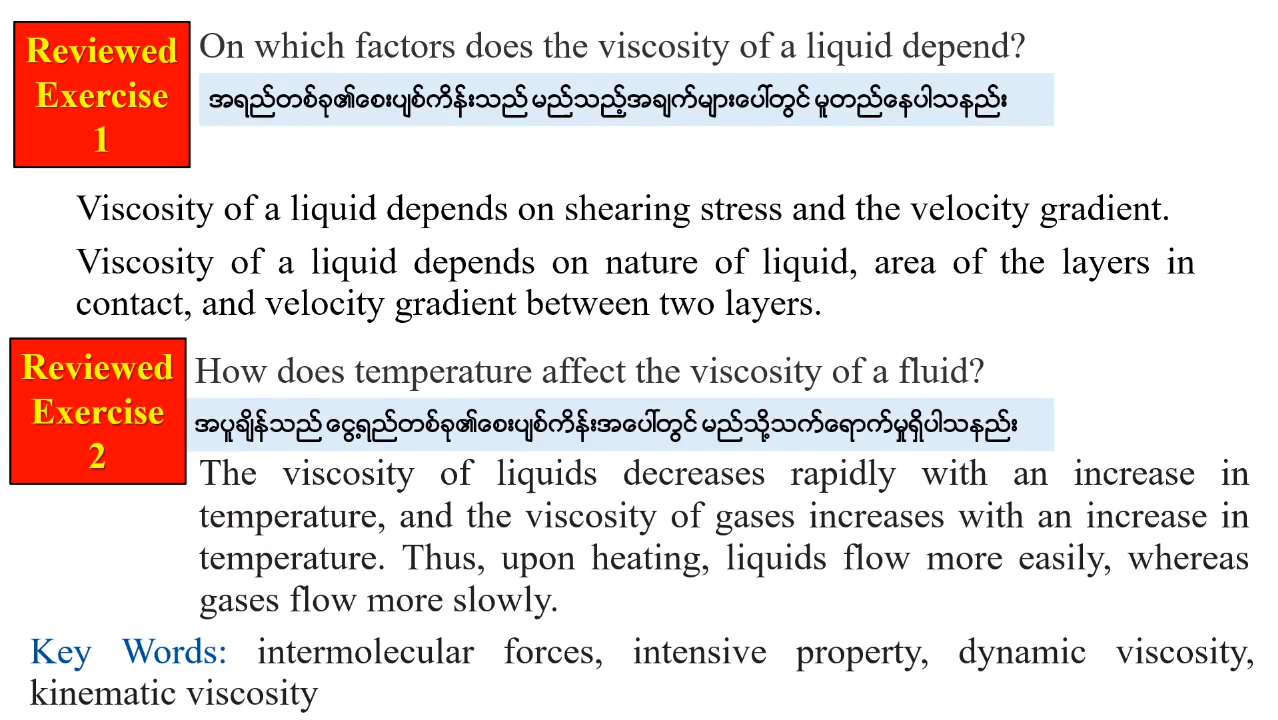 Reviewed
Exercise
1
On which factors does the viscosity of a liquid depend?
အရည်တစ်ခု၏စေးပျစ်ကိန်းသည် မည်သည့်အချက်များပေါ်တွင် မူတည်နေပါသနည်း
Viscosity of a liquid depends on shearing stress and the velocity gradient.
Viscosity of a liquid depends on nature of liquid, area of the layers in
contact, and velocity gradient between two layers.
Reviewed
Exercise
2
How does temperature affect the viscosity of a fluid?
အပူချိန်သည် ငွေ့ရည်တစ်ခု၏စေးပျစ်ကိန်းအပေါ်တွင် မည်သို့သက်ရောက်မှုရှိပါသနည်း
The viscosity of liquids decreases rapidly with an increase in
temperature, and the viscosity of gases increases with an increase in
temperature. Thus, upon heating, liquids flow more easily, whereas
gases flow more slowly.
Key Words: intermolecular forces, intensive property, dynamic viscosity,
kinematic viscosity